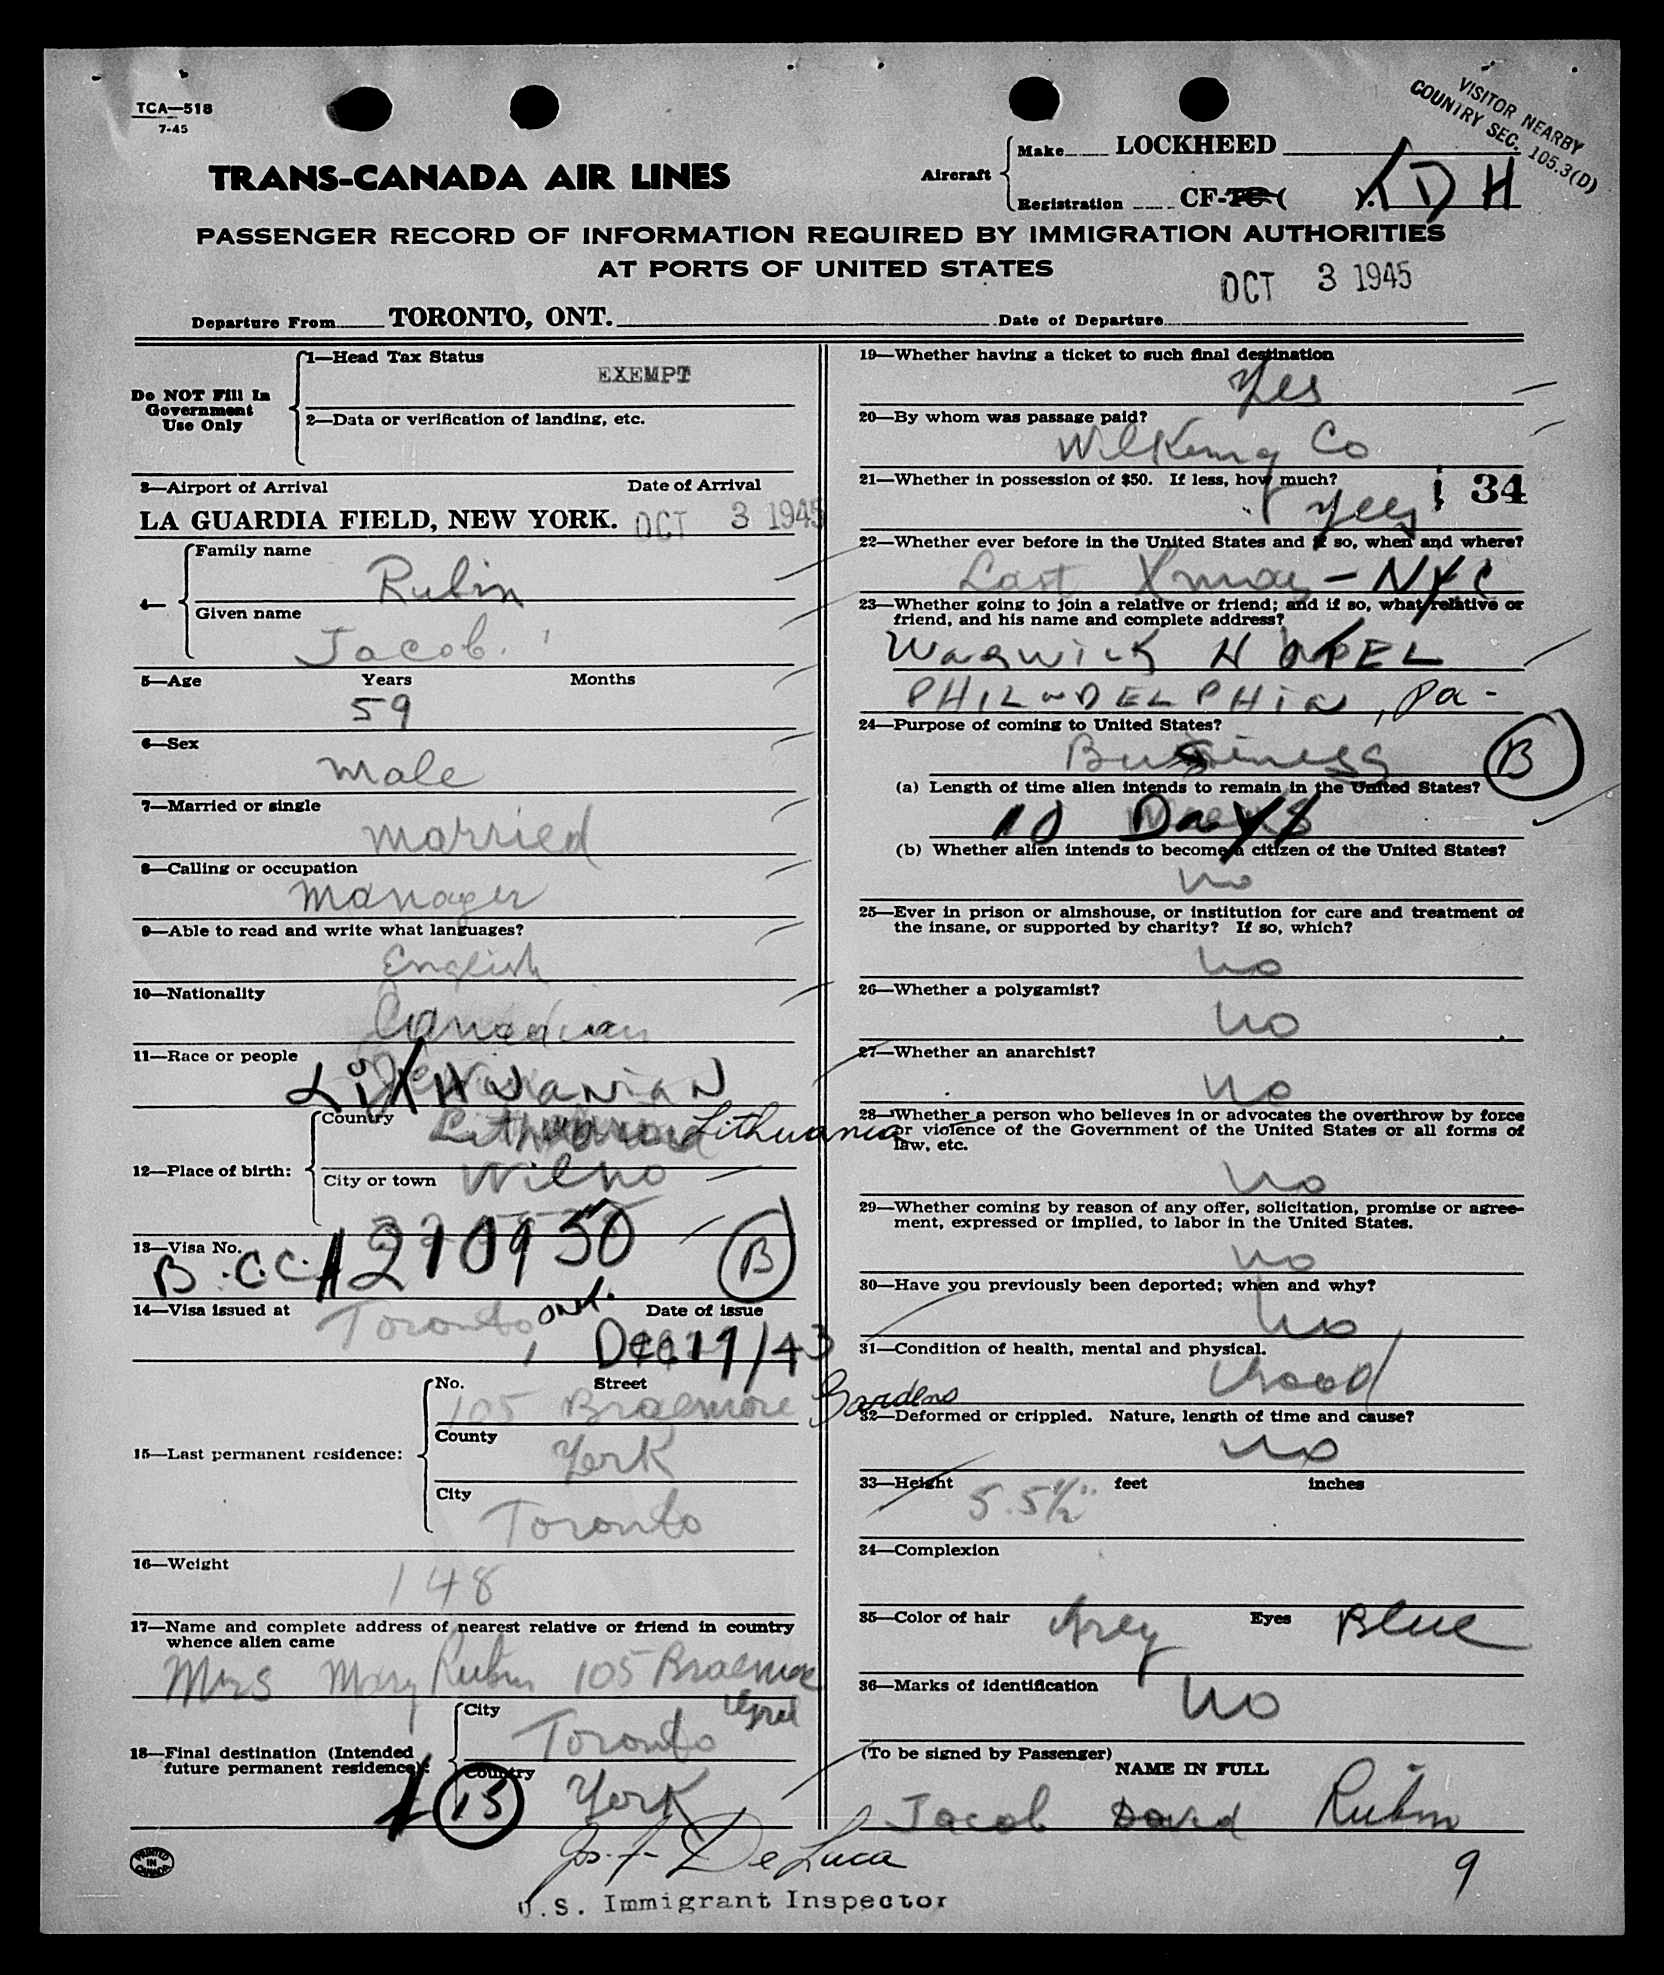 TCA—518
7-45
VISITOR NEARBY
COUNTRY SEC. 105.3(D)
TRANS-CANADA AIR LINES
Aircraft
Make LOCKHEED
Registration CF-TC-( DH
PASSENGER RECORD OF INFORMATION REQUIRED BY IMMIGRATION AUTHORITIES
AT PORTS OF UNITED STATES
OCT 3 1945
Departure From TORONTO, ONT. Date of Departure
Do NOT Fill In
Government
Use Only
1—Head Tax Status
EXEMPT
2—Data or verification of landing, etc.
3—Airport of Arrival Date of Arrival
LA GUARDIA FIELD, NEW YORK. OCT 3 1945
4—
Family name
Rubin
Given name
Jacob.
5—Age Years Months
59
6—Sex
Male
7—Married or single
Married
8—Calling or occupation
Manager
9—Able to read and write what languages?
English
10—Nationality
Canadian
11—Race or people
LiTHuaniaN
12—Place of birth:
Country
Lithuania
City or town
Wilno
13—Visa No.
B.C.C. 1210950
B
14—Visa issued at Date of issue
Toronto, ont. Dec 17/43
15—Last permanent residence:
No. Street
105 Braemore Gardens
County
York
City
Toronto
16—Weight
148
17—Name and complete address of nearest relative or friend in country
whence alien came
Mrs Mary Rubin 105 Braemore
18—Final destination (Intended
future permanent residence):
City
Toronto
Country
York
13
Jos. F. DeLuca
U.S. Immigrant Inspector
PRINTED
IN
CANADA
19—Whether having a ticket to such final destination
Yes
20—By whom was passage paid?
Co
21—Whether in possession of $50. If less, how much?
Yes
34
22—Whether ever before in the United States and if so, when and where?
Last Xmas - NYC
23—Whether going to join a relative or friend; and if so, what relative or
friend, and his name and complete address?
Warwick HOTEL
PHILaDELPHia, Pa-
24—Purpose of coming to United States?
Business
B
(a) Length of time alien intends to remain in the United States?
10 Days
(b) Whether alien intends to become a citizen of the United States?
no
25—Ever in prison or almshouse, or institution for care and treatment of
the insane, or supported by charity? If so, which?
no
26—Whether a polygamist?
no
27—Whether an anarchist?
no
28—Whether a person who believes in or advocates the overthrow by force
or violence of the Government of the United States or all forms of
law, etc.
no
29—Whether coming by reason of any offer, solicitation, promise or agree-
ment, expressed or implied, to labor in the United States.
no
30—Have you previously been deported; when and why?
no
31—Condition of health, mental and physical.
Good
32—Deformed or crippled. Nature, length of time and cause?
no
33—Height feet inches
5.5½"
34—Complexion
35—Color of hair Grey Eyes Blue
36—Marks of identification
no
(To be signed by Passenger)
NAME IN FULL
Jacob David Rubin
9